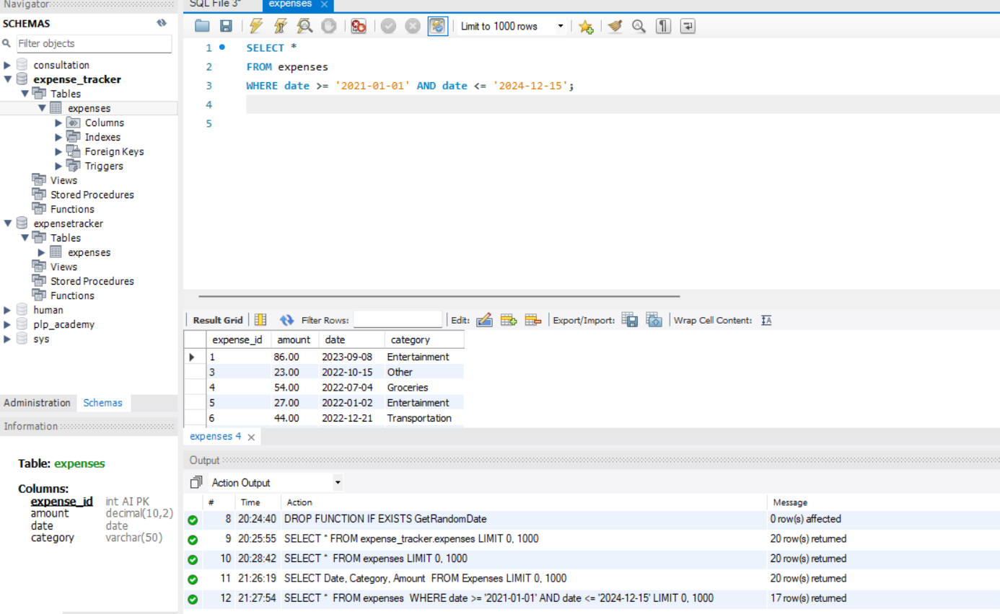 Navigator
SQL File 3*
expenses
SCHEMAS
Limit to 1000 rows
Filter objects
1 SELECT *
2 FROM expenses
3 WHERE date >= '2021-01-01' AND date <= '2024-12-15';
4
5
consultation
expense_tracker
Tables
expenses
Columns
Indexes
Foreign Keys
Triggers
Views
Stored Procedures
Functions
expensetracker
Tables
expenses
Views
Stored Procedures
Functions
human
plp_academy
sys
Result Grid Filter Rows: Edit: Export/Import: Wrap Cell Content:
expense_id amount date category
1 86.00 2023-09-08 Entertainment
3 23.00 2022-10-15 Other
4 54.00 2022-07-04 Groceries
5 27.00 2022-01-02 Entertainment
6 44.00 2022-12-21 Transportation
expenses 4
Administration Schemas
Information
Table: expenses
Columns:
expense_id int AI PK
amount decimal(10,2)
date date
category varchar(50)
Output
Action Output
# Time Action Message
8 20:24:40 DROP FUNCTION IF EXISTS GetRandomDate 0 row(s) affected
9 20:25:55 SELECT * FROM expense_tracker.expenses LIMIT 0, 1000 20 row(s) returned
10 20:28:42 SELECT * FROM expenses LIMIT 0, 1000 20 row(s) returned
11 21:26:19 SELECT Date, Category, Amount FROM Expenses LIMIT 0, 1000 20 row(s) returned
12 21:27:54 SELECT * FROM expenses WHERE date >= '2021-01-01' AND date <= '2024-12-15' LIMIT 0, 1000 17 row(s) returned